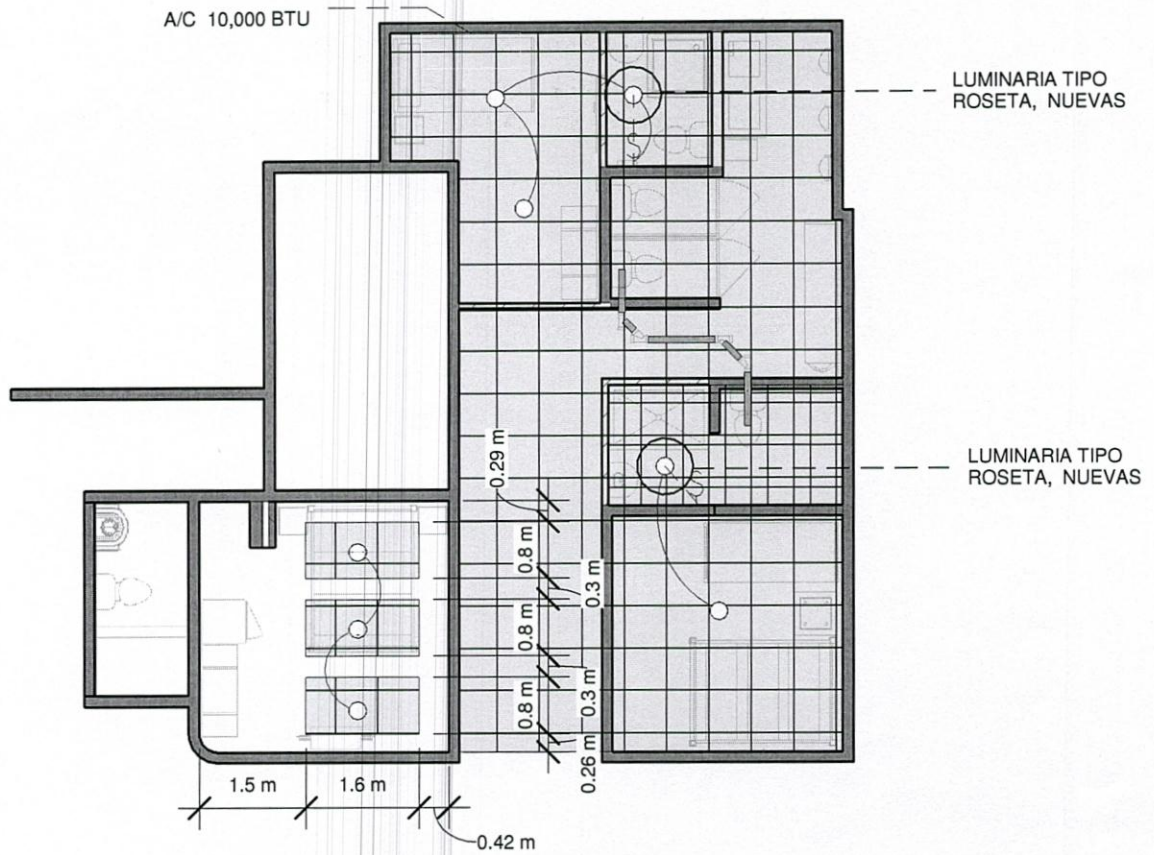 A/C 10,000 BTU
LUMINARIA TIPO
ROSETA, NUEVAS
LUMINARIA TIPO
ROSETA, NUEVAS
0.29 m
0.8 m
0.3 m
0.8 m
0.3 m
0.8 m
0.26 m
1.5 m
1.6 m
0.42 m
S
S